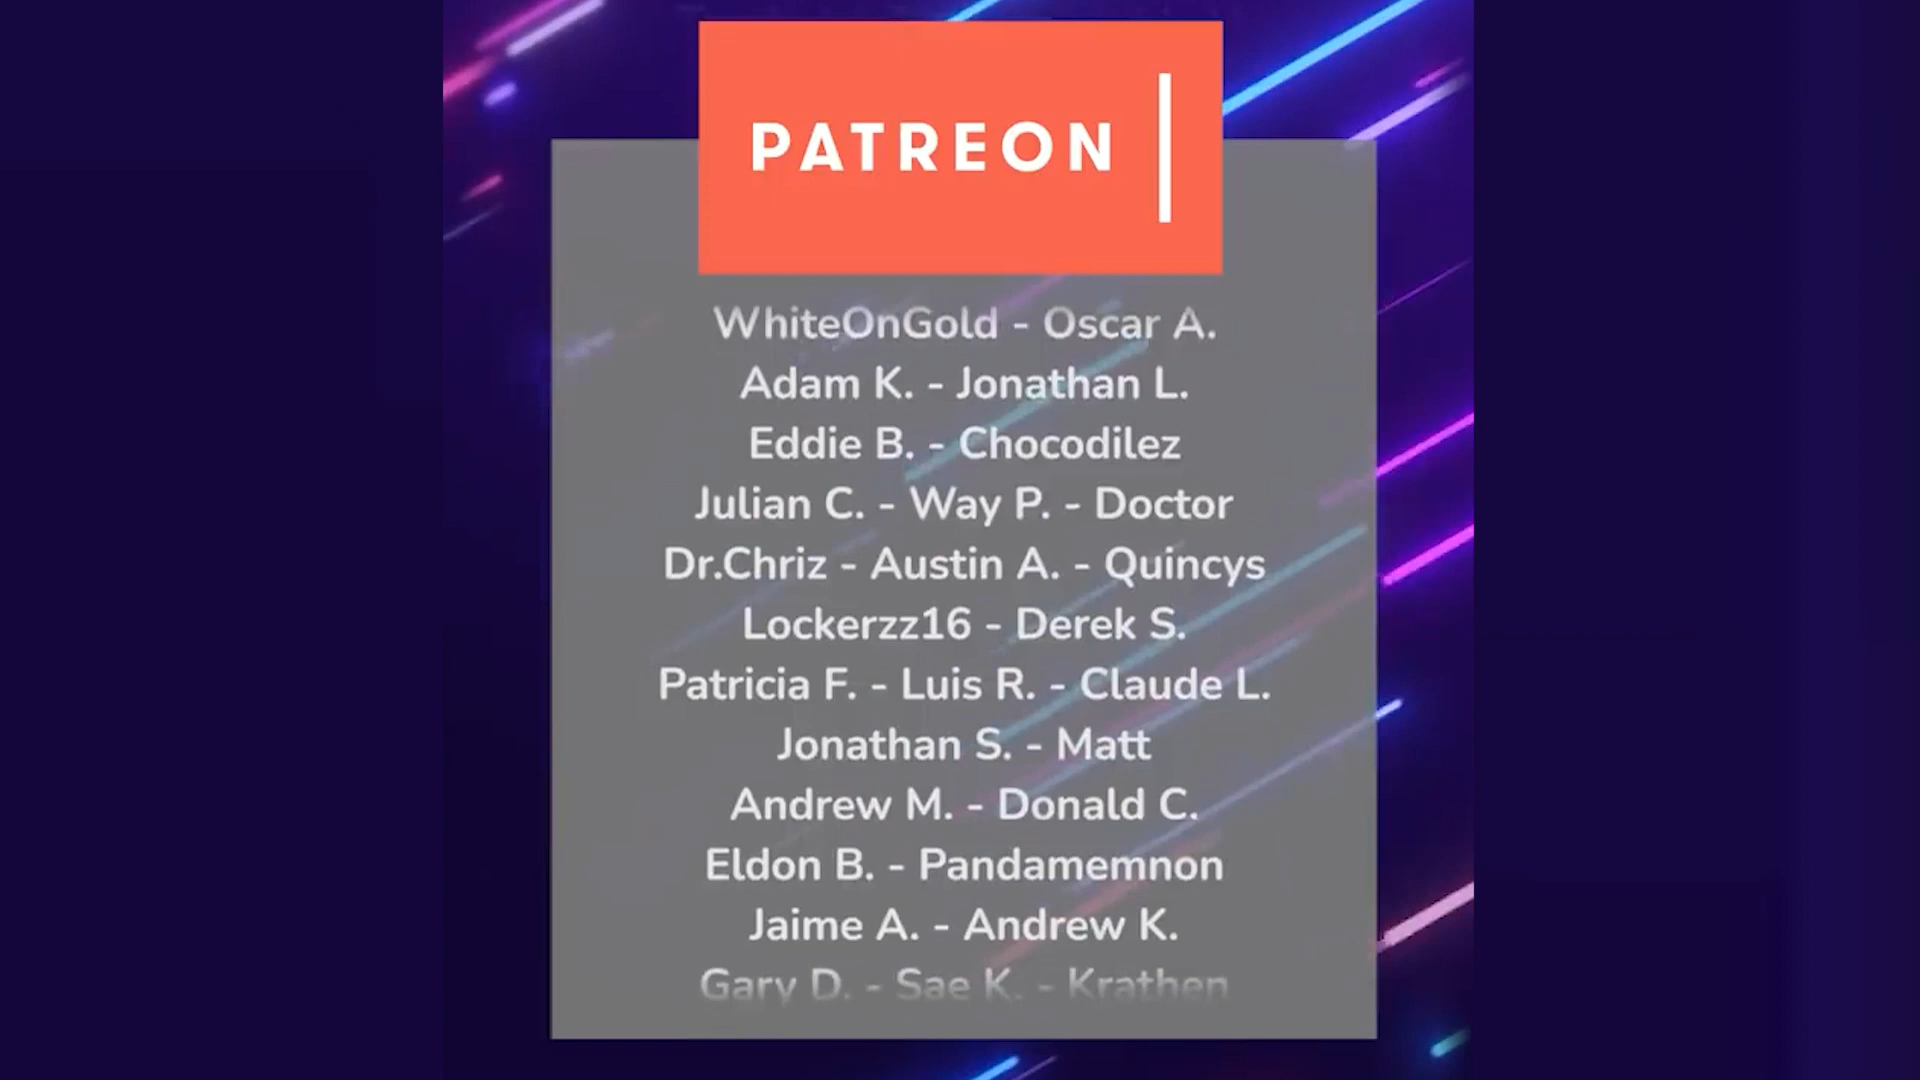 PATREON
WhiteOnGold - Oscar A.
Adam K. - Jonathan L.
Eddie B. - Chocodilez
Julian C. - Way P. - Doctor
Dr.Chriz - Austin A. - Quincys
Lockerzz16 - Derek S.
Patricia F. - Luis R. - Claude L.
Jonathan S. - Matt
Andrew M. - Donald C.
Eldon B. - Pandamemnon
Jaime A. - Andrew K.
Gary D. - Sae K. - Krathen